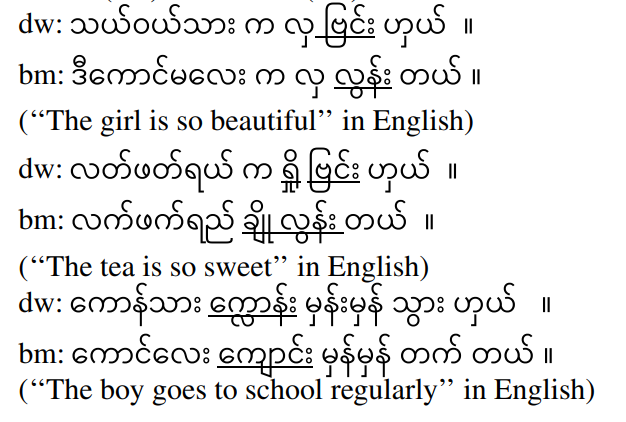 dw: သယ်ဝယ်သား က လှ ဗြင်း ဟှယ် ။
bm: ဒီကောင်မလေး က လှ လွန်း တယ် ။
(‘‘The girl is so beautiful’’ in English)
dw: လတ်ဖတ်ရယ် က ရှို ဗြင်း ဟှယ် ။
bm: လက်ဖက်ရည် ချို လွန်း တယ် ။
(‘‘The tea is so sweet’’ in English)
dw: ကောန်သား က္လောန်း မှန်းမှန် သွား ဟှယ် ။
bm: ကောင်လေး ကျောင်း မှန်မှန် တက် တယ် ။
(‘‘The boy goes to school regularly’’ in English)